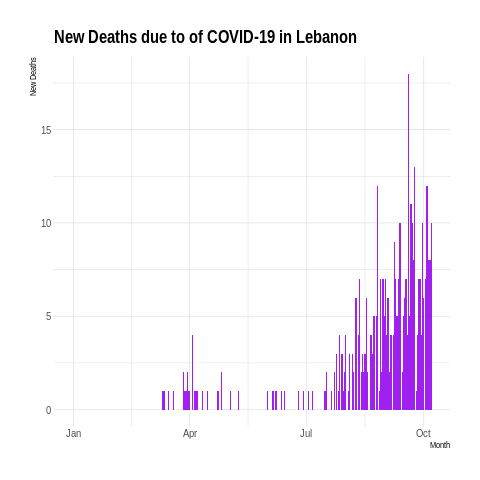 New Deaths due to of COVID-19 in Lebanon
New Deaths
15
10
5
0
Jan Apr Jul Oct
Month